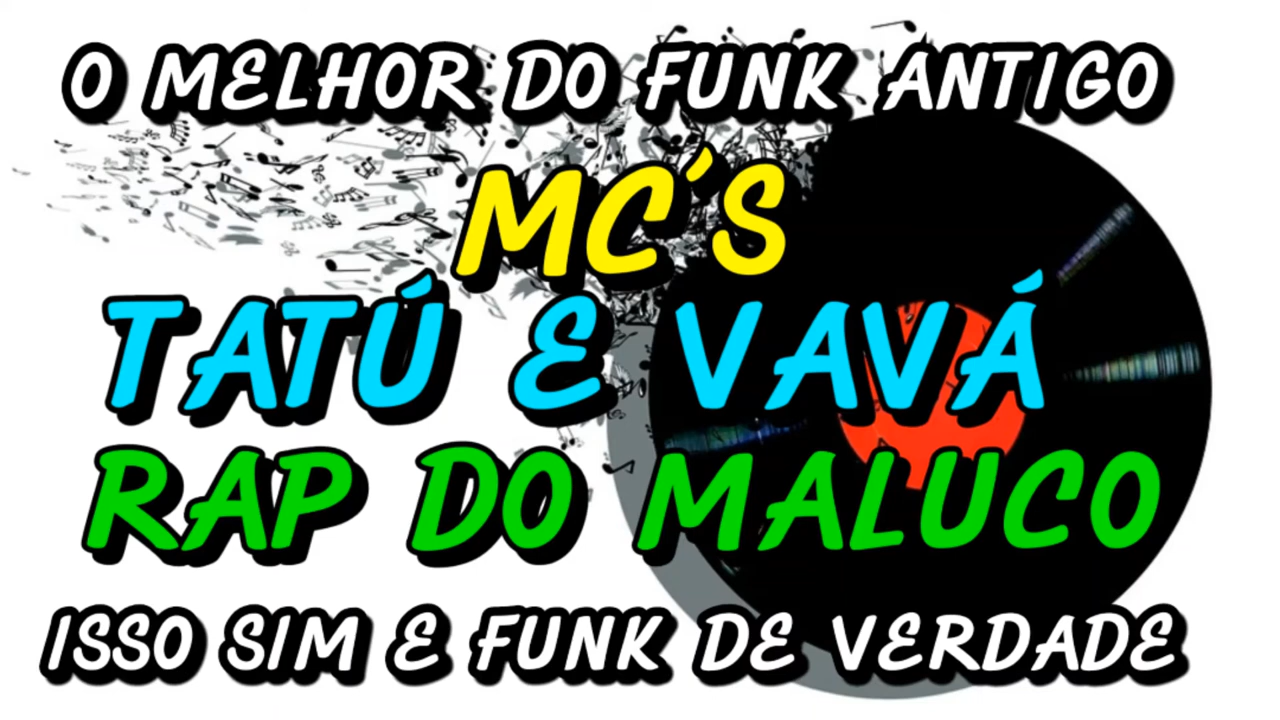 O MELHOR DO FUNK ANTIGO
MC'S
TATÚ E VAVÁ
RAP DO MALUCO
ISSO SIM E FUNK DE VERDADE